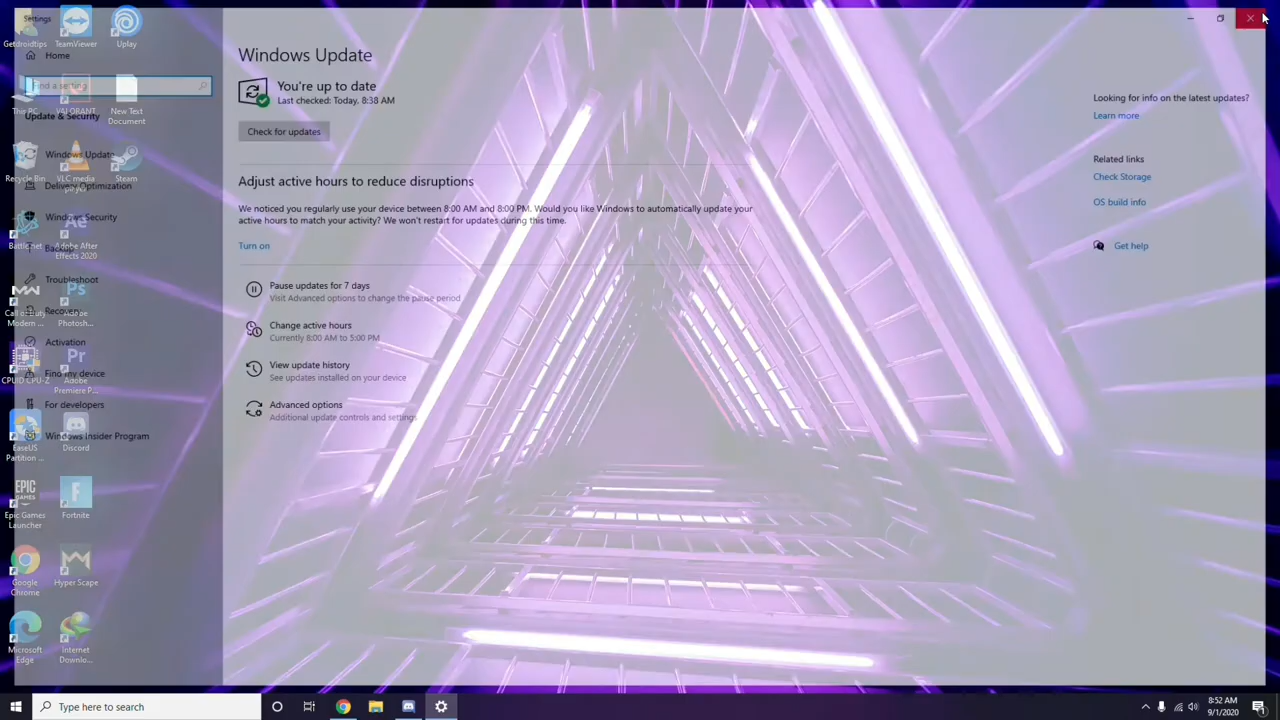 Settings
Home
Find a setting
Update & Security
Windows Update
Delivery Optimization
Windows Security
Troubleshoot
Recovery
Activation
Find my device
For developers
Windows Insider Program
Windows Update
You're up to date
Last checked: Today, 8:38 AM
Check for updates
Adjust active hours to reduce disruptions
We noticed you regularly use your device between 8:00 AM and 8:00 PM. Would you like Windows to automatically update your
active hours to match your activity? We won't restart for updates during this time.
Turn on
Pause updates for 7 days
Visit Advanced options to change the pause period
Change active hours
Currently 8:00 AM to 5:00 PM
View update history
See updates installed on your device
Advanced options
Additional update controls and settings
Looking for info on the latest updates?
Learn more
Related links
Check Storage
OS build info
Get help
Getdroidtips
TeamViewer
Uplay
This PC
VALORANT
New Text
Document
Recycle Bin
VLC media
player
Steam
Battle.net
Ae
Adobe After
Effects 2020
Call of Duty
Modern ...
Ps
Adobe
Photosh...
CPUID CPU-Z
Pr
Adobe
Premiere P...
EaseUS
Partition ...
Discord
EPIC
GAMES
Epic Games
Launcher
F
Fortnite
Google
Chrome
Hyper Scape
Microsoft
Edge
Internet
Downlo...
Type here to search
8:52 AM
9/1/2020
1